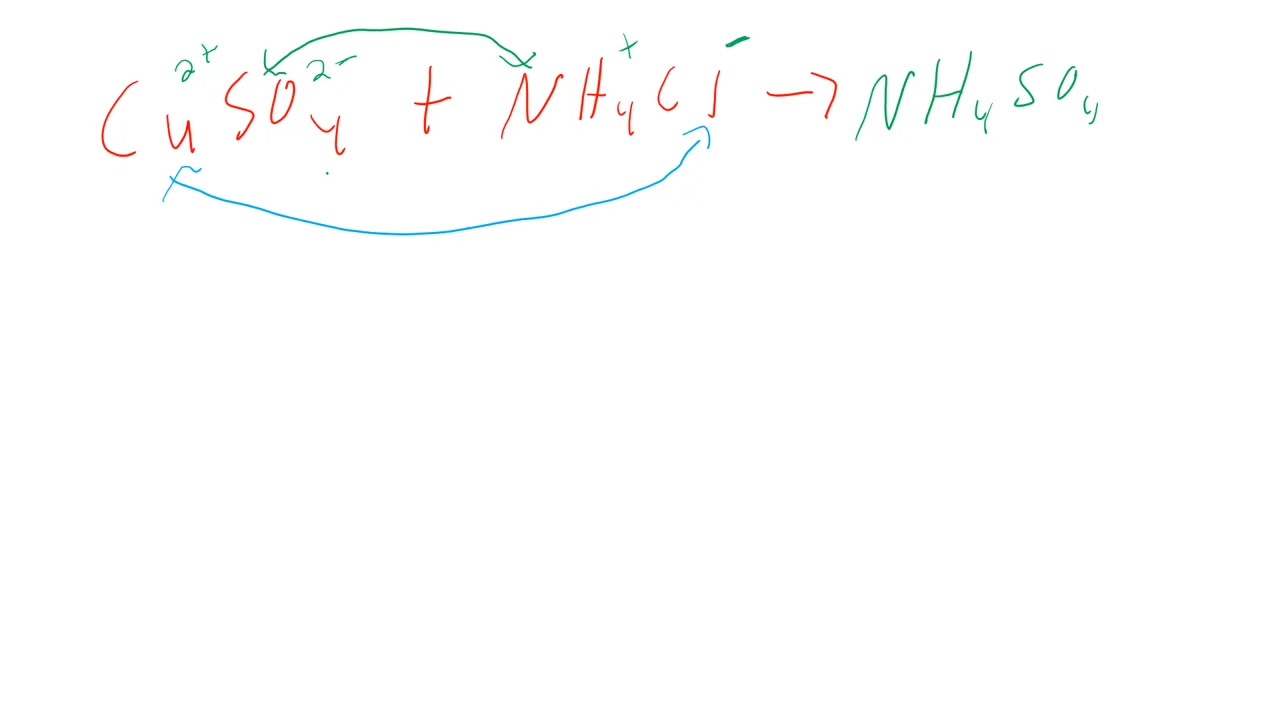 Cu²⁺SO₄²⁻ + NH₄⁺Cl⁻ → NH₄SO₄